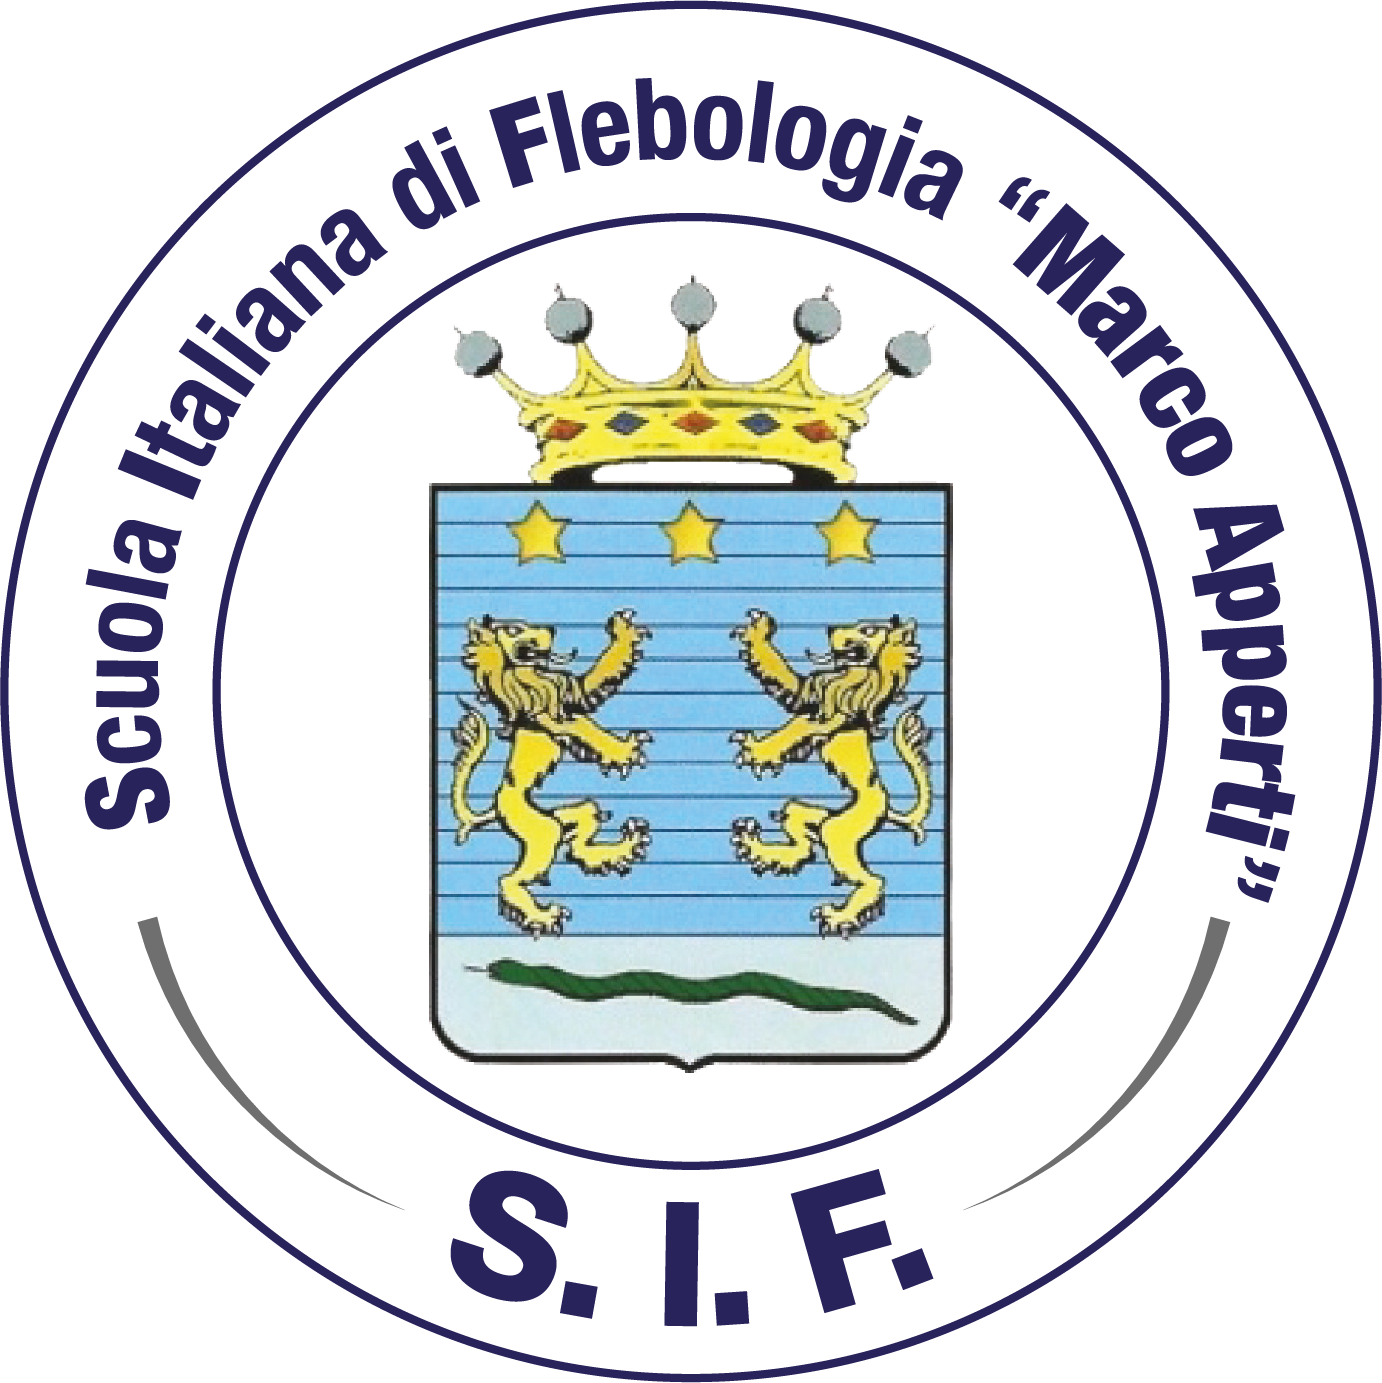 Scuola Italiana di Flebologia “Marco Apperti”
S. I. F.